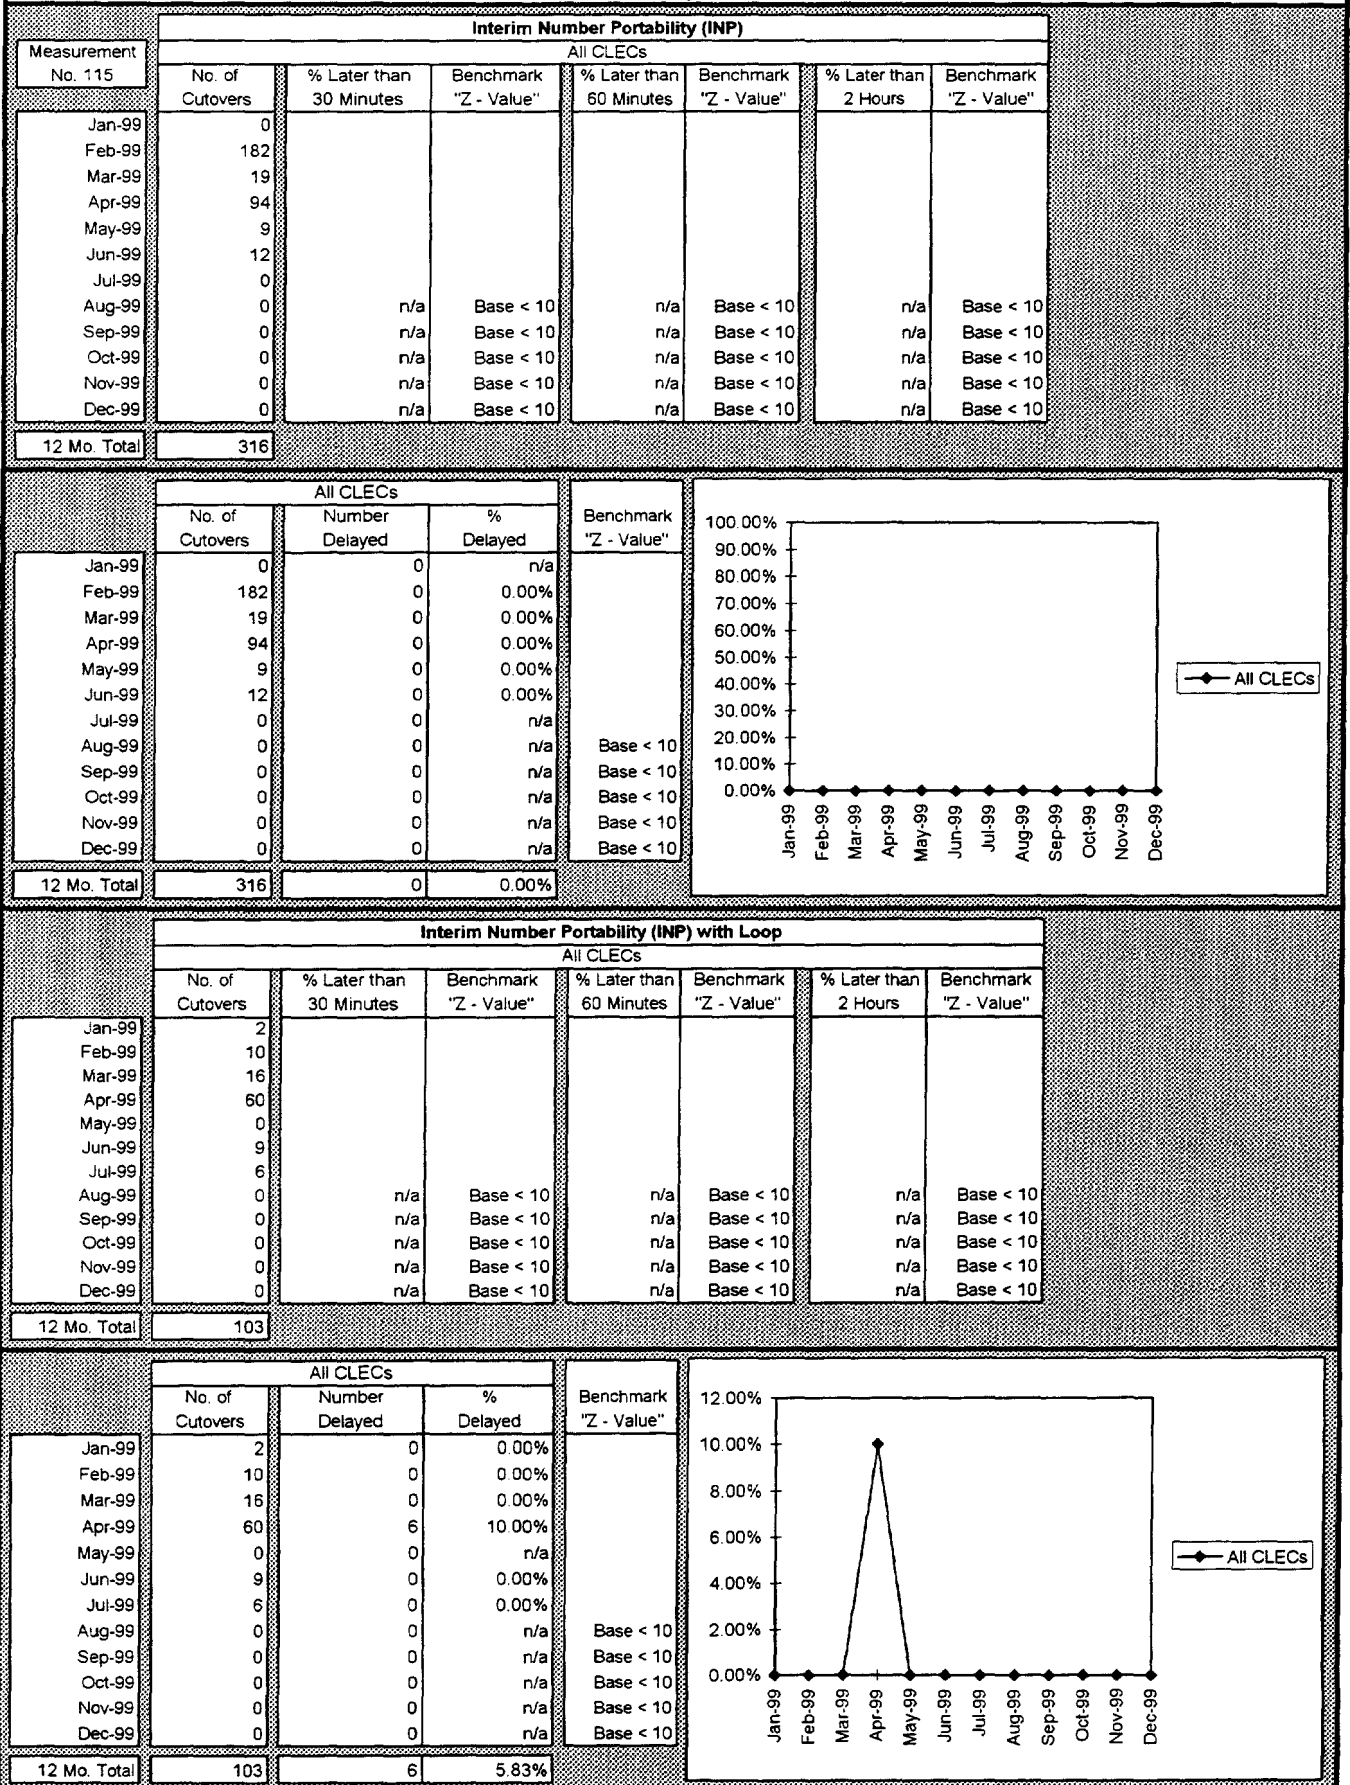 Interim Number Portability (INP)
Measurement
No. 115
All CLECs
No. of Cutovers | % Later than 30 Minutes | Benchmark "Z - Value" | % Later than 60 Minutes | Benchmark "Z - Value" | % Later than 2 Hours | Benchmark "Z - Value"
Jan-99 0
Feb-99 182
Mar-99 19
Apr-99 94
May-99 9
Jun-99 12
Jul-99 0
Aug-99 0 n/a Base < 10 n/a Base < 10 n/a Base < 10
Sep-99 0 n/a Base < 10 n/a Base < 10 n/a Base < 10
Oct-99 0 n/a Base < 10 n/a Base < 10 n/a Base < 10
Nov-99 0 n/a Base < 10 n/a Base < 10 n/a Base < 10
Dec-99 0 n/a Base < 10 n/a Base < 10 n/a Base < 10
12 Mo. Total 316
All CLECs
No. of Cutovers | Number Delayed | % Delayed | Benchmark "Z - Value"
Jan-99 0 0 n/a
Feb-99 182 0 0.00%
Mar-99 19 0 0.00%
Apr-99 94 0 0.00%
May-99 9 0 0.00%
Jun-99 12 0 0.00%
Jul-99 0 0 n/a
Aug-99 0 0 n/a Base < 10
Sep-99 0 0 n/a Base < 10
Oct-99 0 0 n/a Base < 10
Nov-99 0 0 n/a Base < 10
Dec-99 0 0 n/a Base < 10
12 Mo. Total 316 0 0.00%
100.00%
90.00%
80.00%
70.00%
60.00%
50.00%
40.00%
30.00%
20.00%
10.00%
0.00%
Jan-99 Feb-99 Mar-99 Apr-99 May-99 Jun-99 Jul-99 Aug-99 Sep-99 Oct-99 Nov-99 Dec-99
All CLECs
Interim Number Portability (INP) with Loop
All CLECs
No. of Cutovers | % Later than 30 Minutes | Benchmark "Z - Value" | % Later than 60 Minutes | Benchmark "Z - Value" | % Later than 2 Hours | Benchmark "Z - Value"
Jan-99 2
Feb-99 10
Mar-99 16
Apr-99 60
May-99 0
Jun-99 9
Jul-99 6
Aug-99 0 n/a Base < 10 n/a Base < 10 n/a Base < 10
Sep-99 0 n/a Base < 10 n/a Base < 10 n/a Base < 10
Oct-99 0 n/a Base < 10 n/a Base < 10 n/a Base < 10
Nov-99 0 n/a Base < 10 n/a Base < 10 n/a Base < 10
Dec-99 0 n/a Base < 10 n/a Base < 10 n/a Base < 10
12 Mo. Total 103
All CLECs
No. of Cutovers | Number Delayed | % Delayed | Benchmark "Z - Value"
Jan-99 2 0 0.00%
Feb-99 10 0 0.00%
Mar-99 16 0 0.00%
Apr-99 60 6 10.00%
May-99 0 0 n/a
Jun-99 9 0 0.00%
Jul-99 6 0 0.00%
Aug-99 0 0 n/a Base < 10
Sep-99 0 0 n/a Base < 10
Oct-99 0 0 n/a Base < 10
Nov-99 0 0 n/a Base < 10
Dec-99 0 0 n/a Base < 10
12 Mo. Total 103 6 5.83%
12.00%
10.00%
8.00%
6.00%
4.00%
2.00%
0.00%
Jan-99 Feb-99 Mar-99 Apr-99 May-99 Jun-99 Jul-99 Aug-99 Sep-99 Oct-99 Nov-99 Dec-99
All CLECs